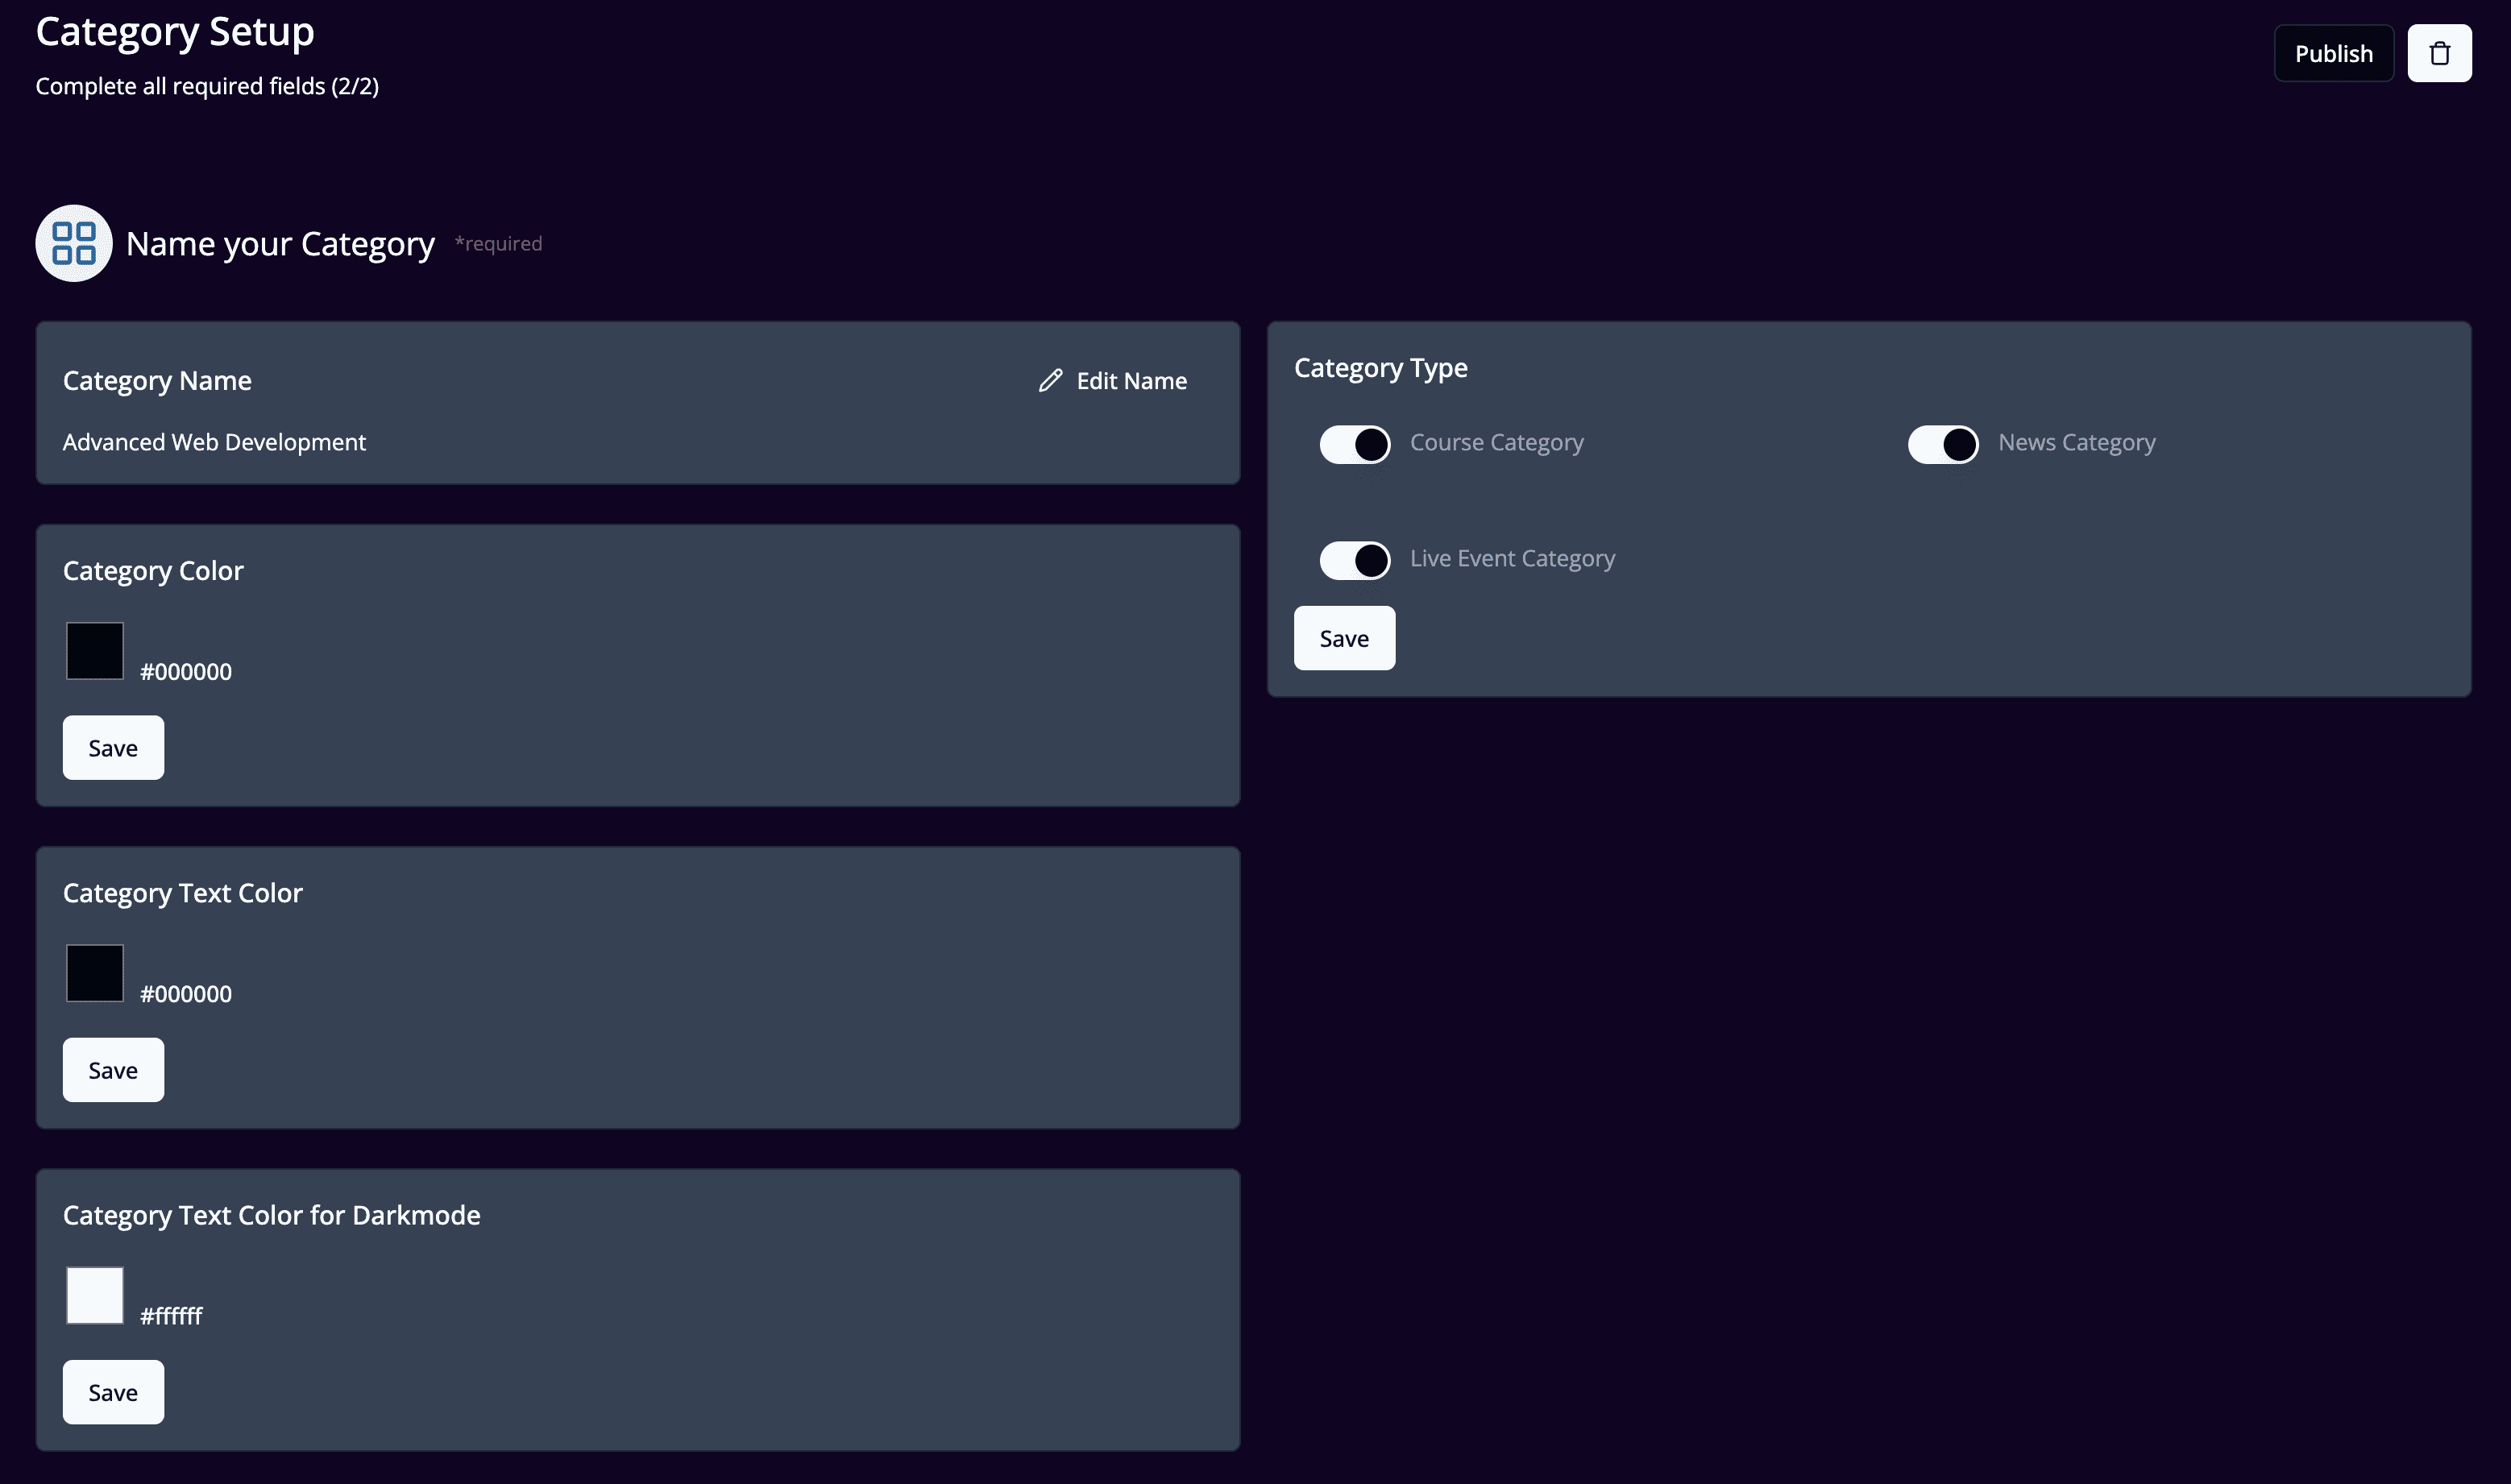 Category Setup
Publish
Complete all required fields (2/2)
Name your Category *required
Category Name
Edit Name
Advanced Web Development
Category Color
#000000
Save
Category Text Color
#000000
Save
Category Text Color for Darkmode
#ffffff
Save
Category Type
Course Category
News Category
Live Event Category
Save